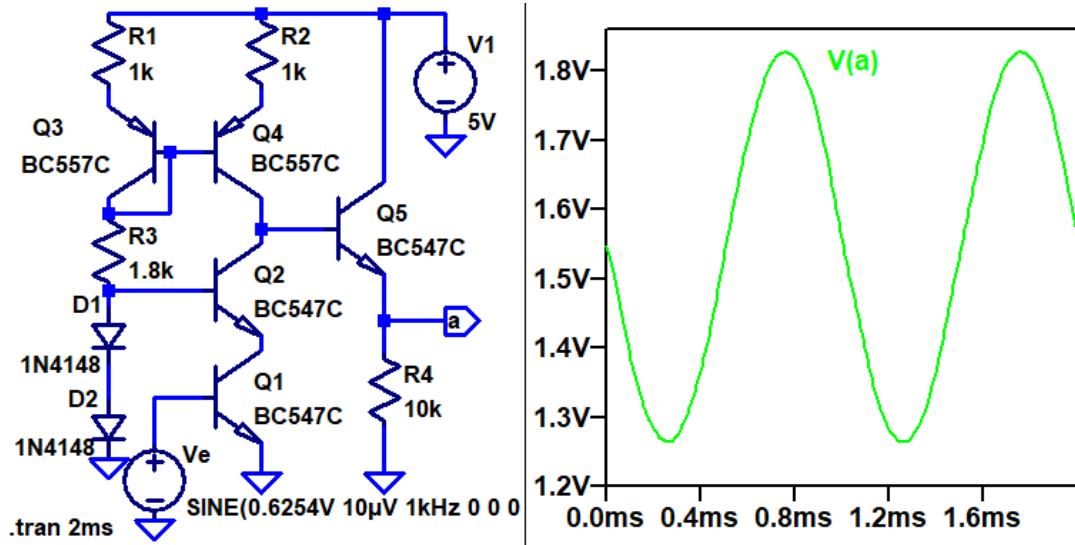 R1
1k
R2
1k
V1
5V
Q3
BC557C
Q4
BC557C
Q5
BC547C
R3
1.8k
Q2
BC547C
D1
1N4148
D2
1N4148
Q1
BC547C
a
R4
10k
Ve
SINE(0.6254V 10µV 1kHz 0 0 0
.tran 2ms
V(a)
1.8V
1.7V
1.6V
1.5V
1.4V
1.3V
1.2V
0.0ms 0.4ms 0.8ms 1.2ms 1.6ms